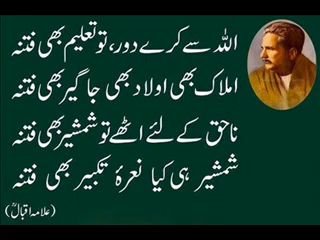 اللہ سے کرے دور، تو تعلیم بھی فتنہ
املاک بھی اولاد بھی جاگیر بھی فتنہ
ناحق کے لئے اٹھے تو شمشیر بھی فتنہ
شمشیر ہی کیا نعرۂ تکبیر بھی فتنہ
(علامہ اقبالؒ)